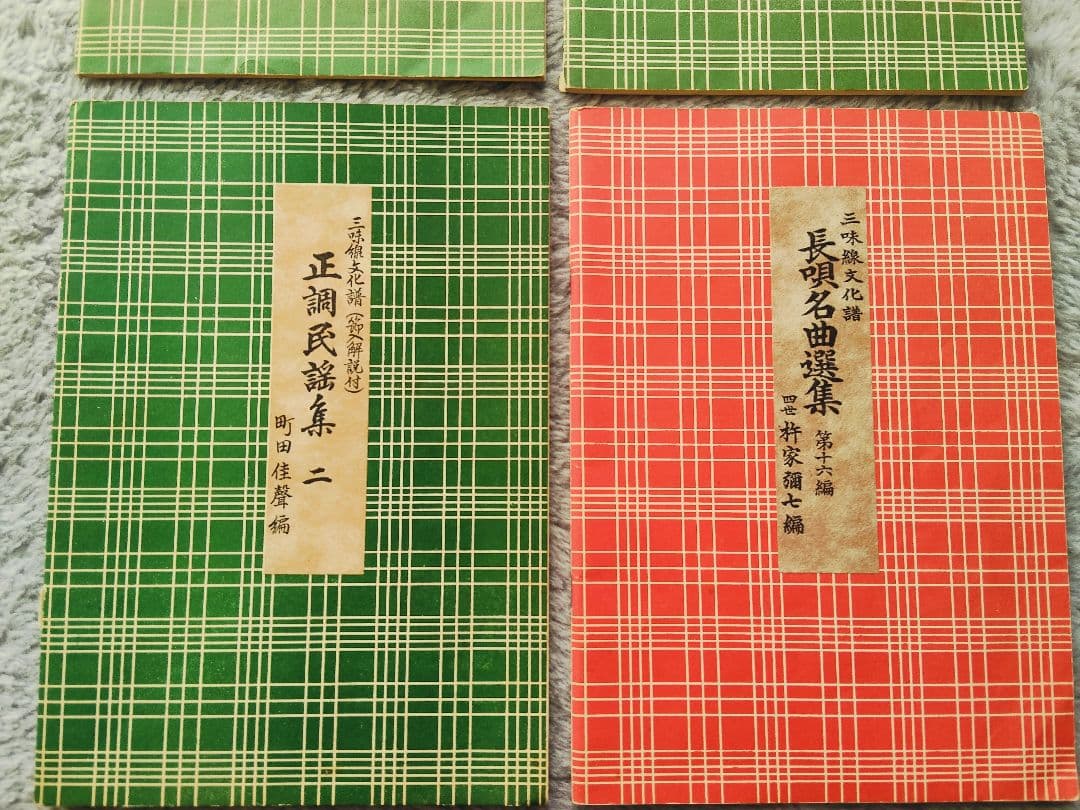 三味線文化譜(節入解説付)
正調民謡集 二
町田佳聲編
三味線文化譜
長唄名曲選集 第十六編
四世 杵家彌七編